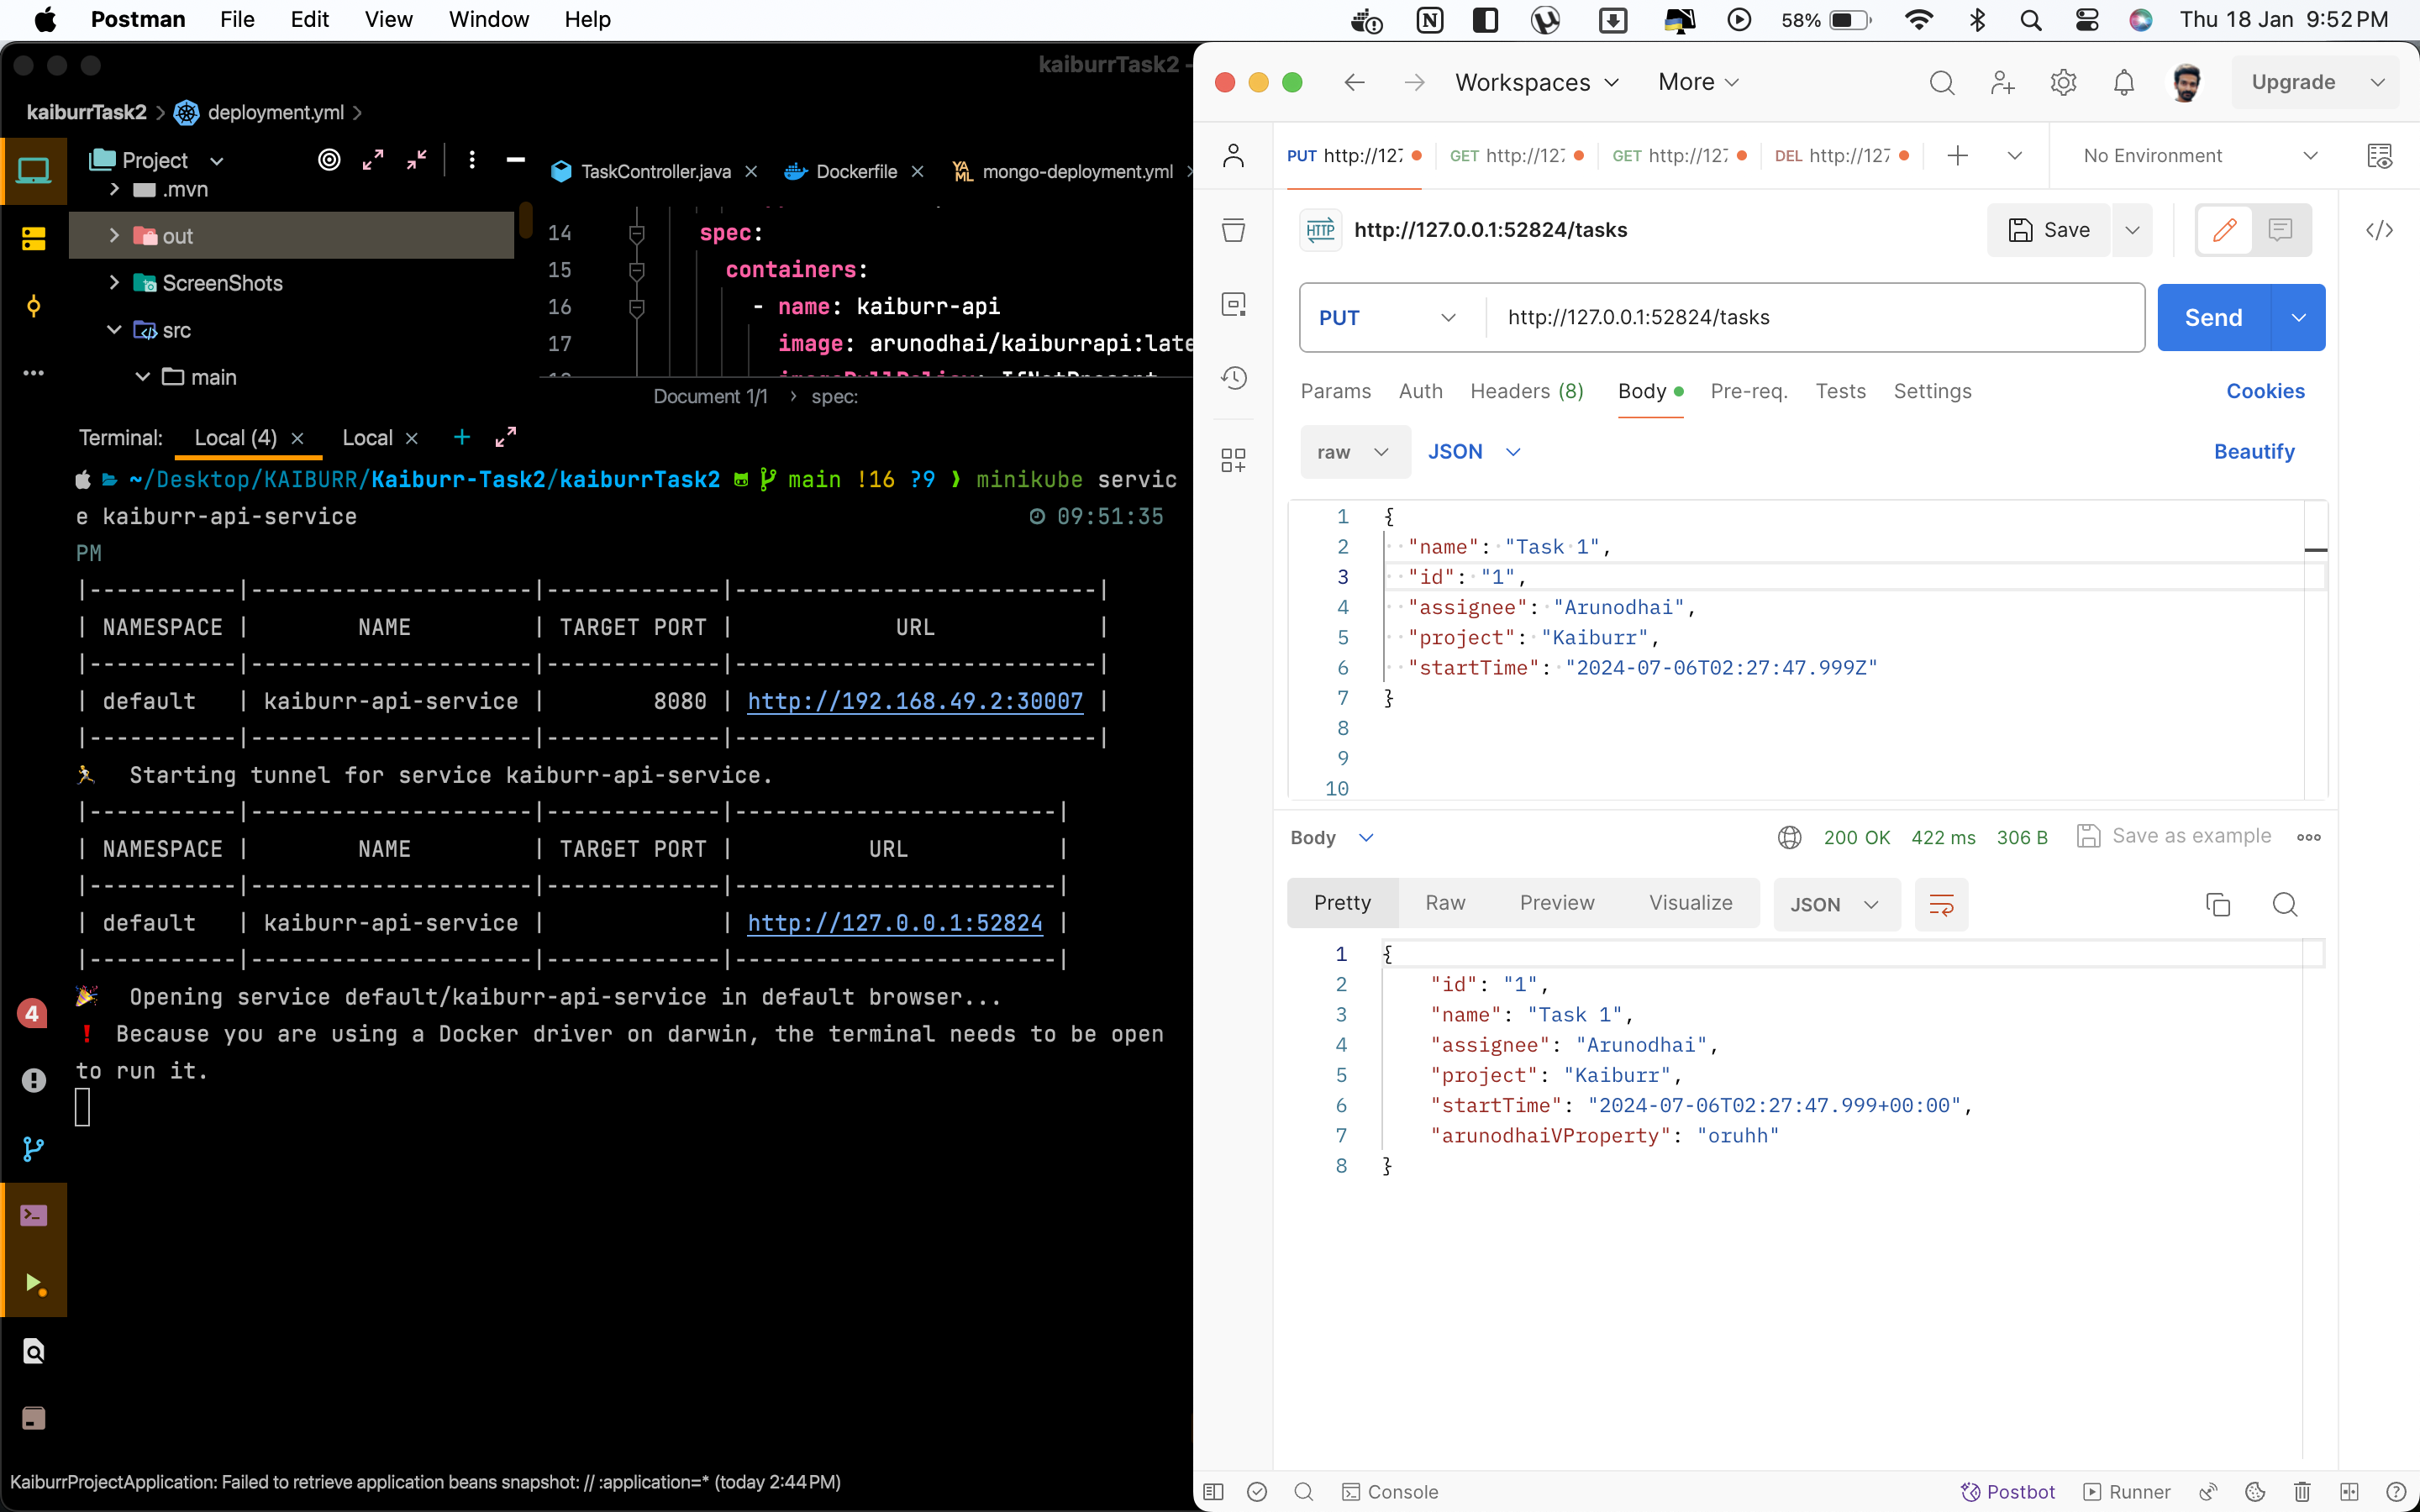 Postman File Edit View Window Help
58% Thu 18 Jan 9:52 PM
kaiburrTask2 –
kaiburrTask2 > deployment.yml >
Project
.mvn
out
ScreenShots
src
main
TaskController.java × Dockerfile × mongo-deployment.yml ×
14 spec:
15 containers:
16 - name: kaiburr-api
17 image: arunodhai/kaiburrapi:late
Document 1/1 › spec:
Terminal: Local (4) × Local × +
~/Desktop/KAIBURR/Kaiburr-Task2/kaiburrTask2 main !16 ?9 ❯ minikube servic
e kaiburr-api-service 09:51:35
PM
|-----------|---------------------|-------------|---------------------------|
| NAMESPACE | NAME | TARGET PORT | URL |
|-----------|---------------------|-------------|---------------------------|
| default | kaiburr-api-service | 8080 | http://192.168.49.2:30007 |
|-----------|---------------------|-------------|---------------------------|
🏃 Starting tunnel for service kaiburr-api-service.
|-----------|---------------------|-------------|------------------------|
| NAMESPACE | NAME | TARGET PORT | URL |
|-----------|---------------------|-------------|------------------------|
| default | kaiburr-api-service | | http://127.0.0.1:52824 |
|-----------|---------------------|-------------|------------------------|
🎉 Opening service default/kaiburr-api-service in default browser...
❗ Because you are using a Docker driver on darwin, the terminal needs to be open
to run it.
4
KaiburrProjectApplication: Failed to retrieve application beans snapshot: // :application=* (today 2:44 PM)
Workspaces More Upgrade
PUT http://127 GET http://127 GET http://127 DEL http://127 No Environment
HTTP http://127.0.0.1:52824/tasks Save
PUT http://127.0.0.1:52824/tasks Send
Params Auth Headers (8) Body Pre-req. Tests Settings Cookies
raw JSON Beautify
1 {
2 "name": "Task 1",
3 "id": "1",
4 "assignee": "Arunodhai",
5 "project": "Kaiburr",
6 "startTime": "2024-07-06T02:27:47.999Z"
7 }
8
9
10
Body 200 OK 422 ms 306 B Save as example
Pretty Raw Preview Visualize JSON
1 {
2 "id": "1",
3 "name": "Task 1",
4 "assignee": "Arunodhai",
5 "project": "Kaiburr",
6 "startTime": "2024-07-06T02:27:47.999+00:00",
7 "arunodhaiVProperty": "oruhh"
8 }
Console Postbot Runner